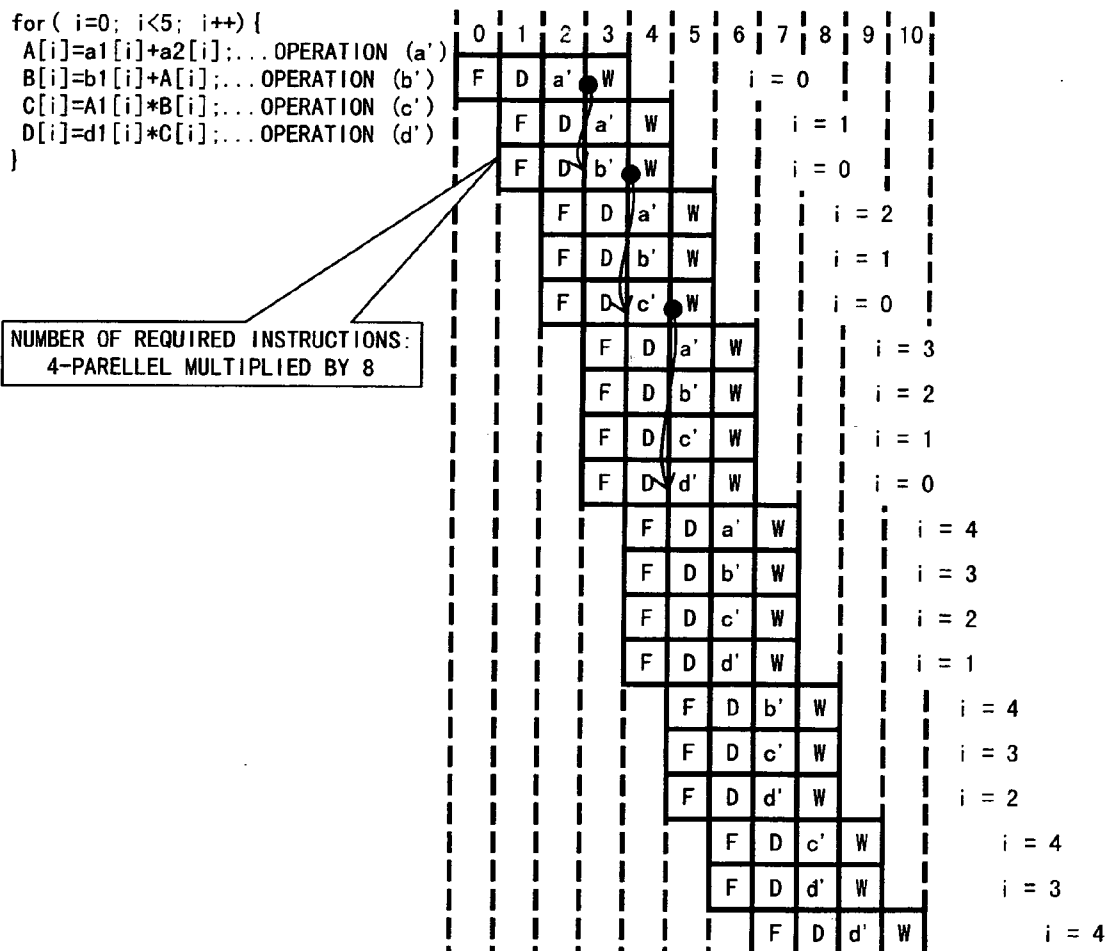 for( i=0; i<5; i++){
A[i]=a1[i]+a2[i];...OPERATION (a')
B[i]=b1[i]+A[i];...OPERATION (b')
C[i]=A1[i]*B[i];...OPERATION (c')
D[i]=d1[i]*C[i];...OPERATION (d')
}
NUMBER OF REQUIRED INSTRUCTIONS:
4-PARELLEL MULTIPLIED BY 8
0 1 2 3 4 5 6 7 8 9 10
F D a' W i = 0
F D a' W i = 1
F D b' W i = 0
F D a' W i = 2
F D b' W i = 1
F D c' W i = 0
F D a' W i = 3
F D b' W i = 2
F D c' W i = 1
F D d' W i = 0
F D a' W i = 4
F D b' W i = 3
F D c' W i = 2
F D d' W i = 1
F D b' W i = 4
F D c' W i = 3
F D d' W i = 2
F D c' W i = 4
F D d' W i = 3
F D d' W i = 4